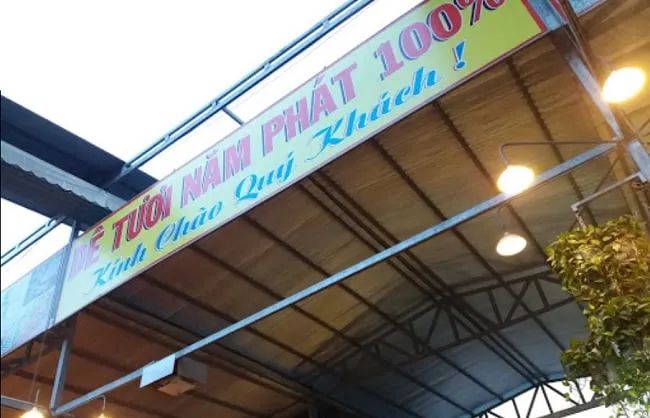 DÊ TƯƠI NĂM PHÁT 100%
Kính Chào Quý Khách !